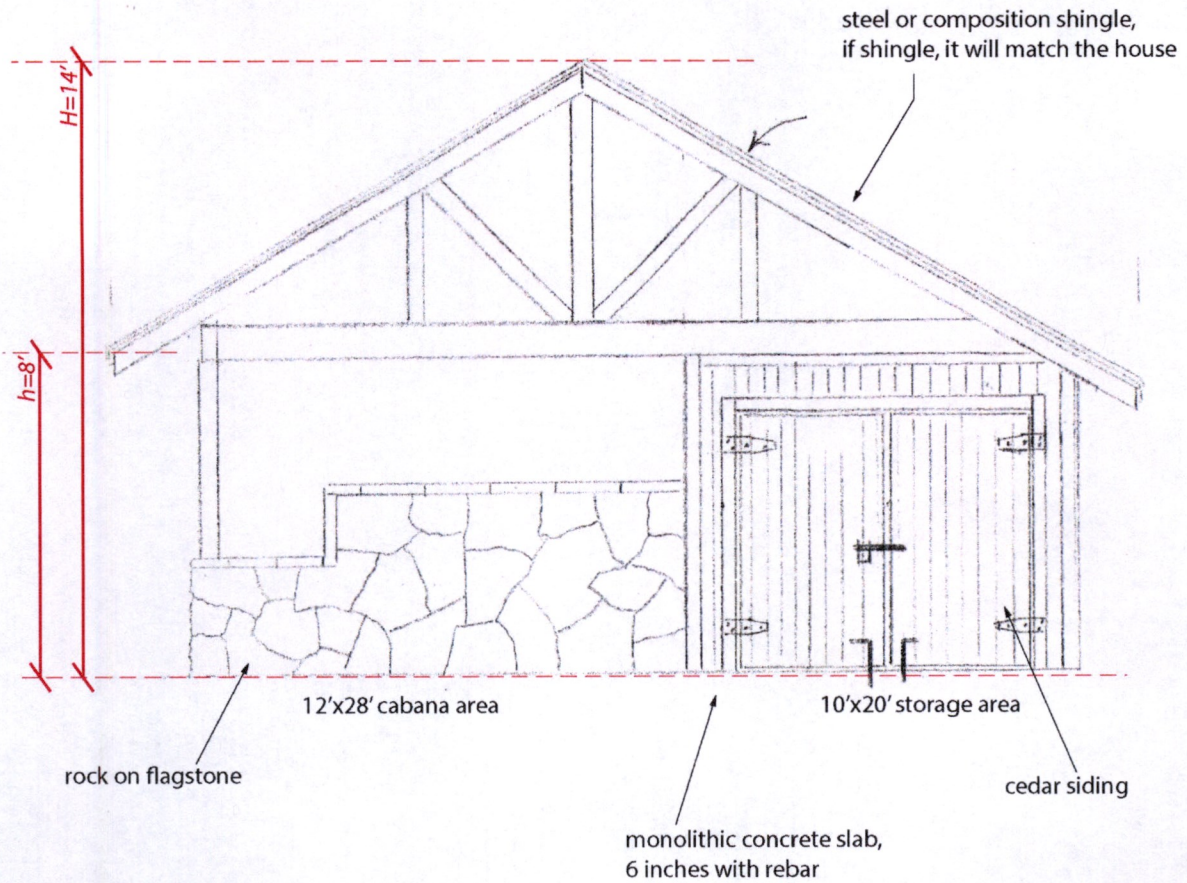 steel or composition shingle,
if shingle, it will match the house
H=14'
h=8'
12'x28' cabana area
10'x20' storage area
rock on flagstone
cedar siding
monolithic concrete slab,
6 inches with rebar